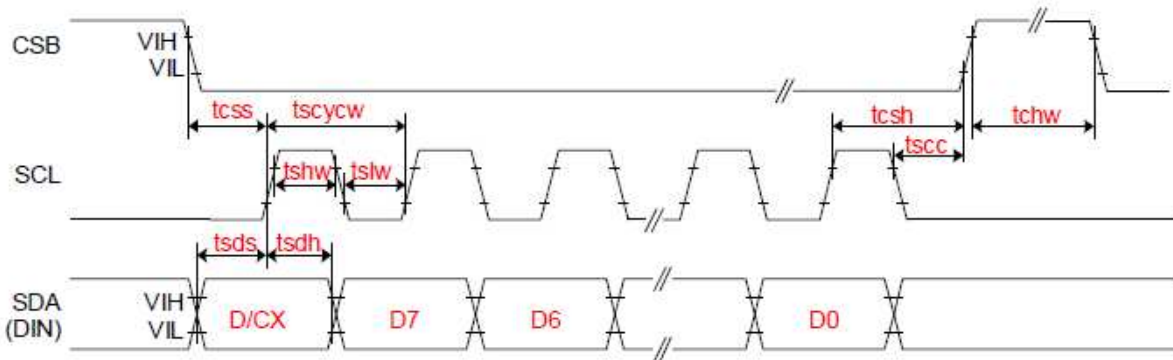 CSB
VIH
VIL
tcss
tscycw
tcsh
tchw
tscc
SCL
tshw
tslw
tsds
tsdh
SDA
(DIN)
VIH
VIL
D/CX
D7
D6
D0